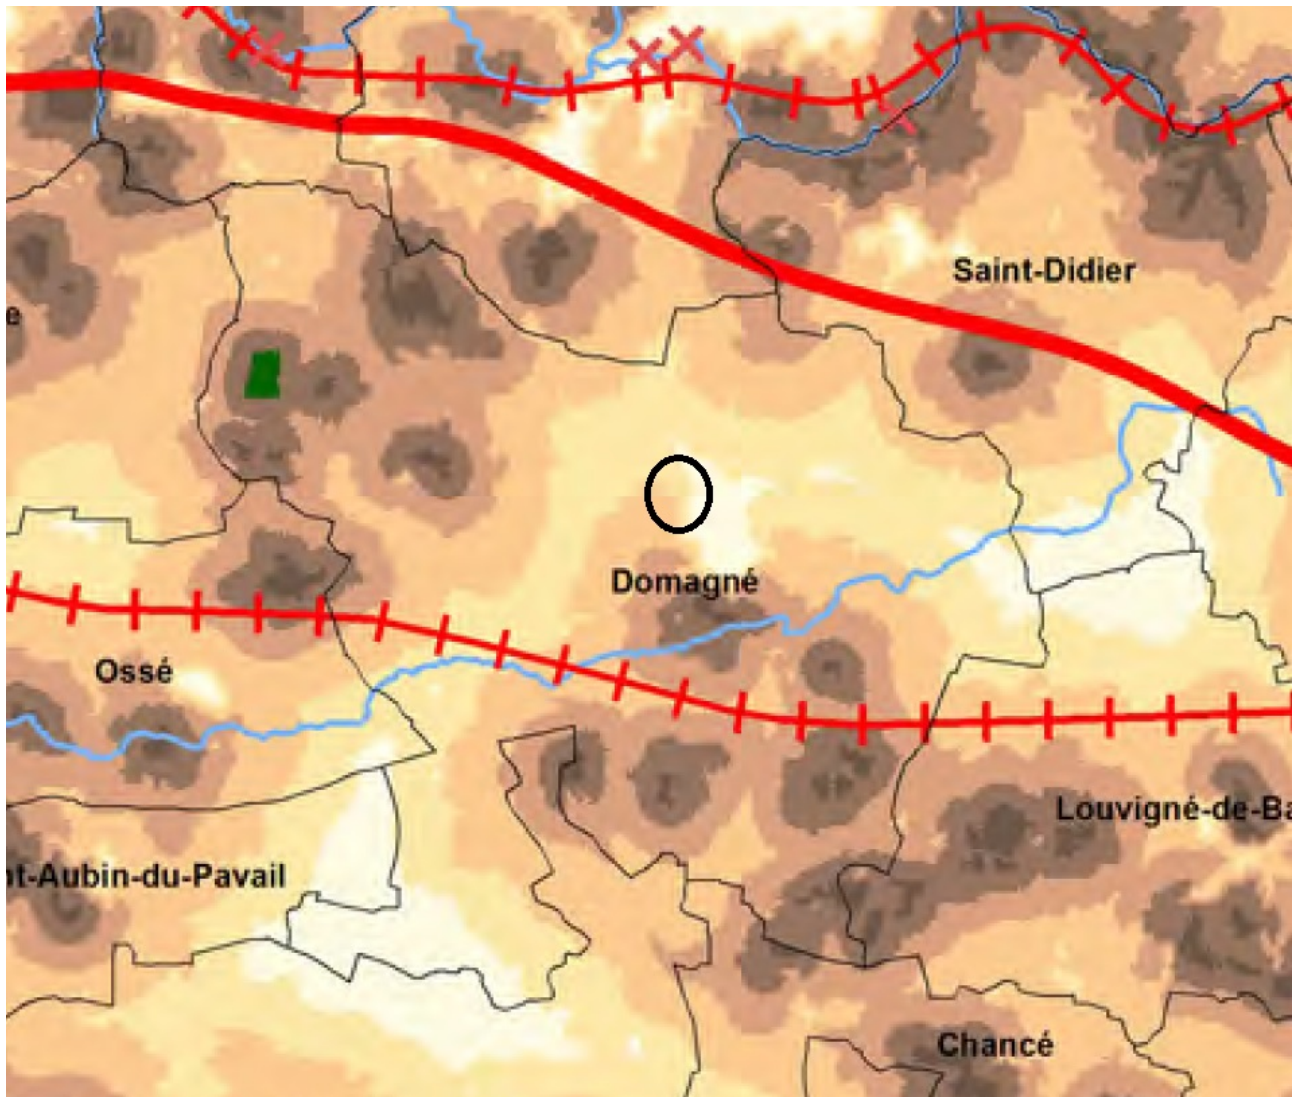 Saint-Didier
e
Domagné
Ossé
Louvigné-de-Ba
nt-Aubin-du-Pavail
Chancé